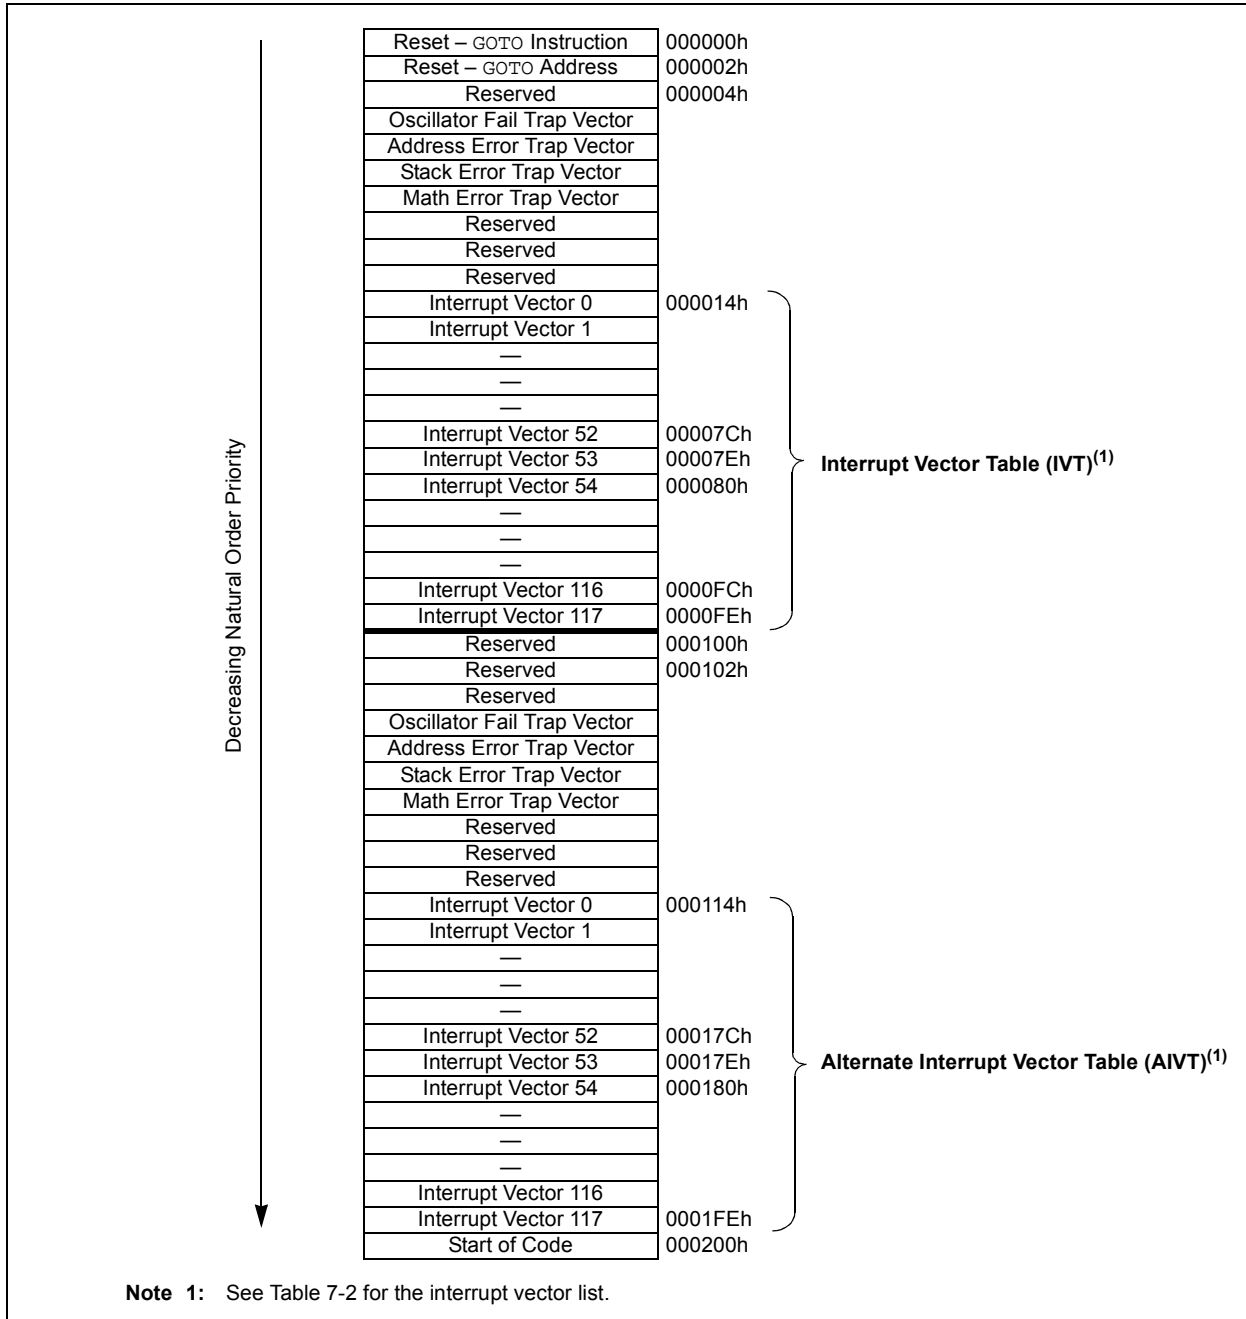 Reset – GOTO Instruction 000000h
Reset – GOTO Address 000002h
Reserved 000004h
Oscillator Fail Trap Vector
Address Error Trap Vector
Stack Error Trap Vector
Math Error Trap Vector
Reserved
Reserved
Reserved
Interrupt Vector 0 000014h
Interrupt Vector 1
—
—
—
Interrupt Vector 52 00007Ch
Interrupt Vector 53 00007Eh
Interrupt Vector 54 000080h
—
—
—
Interrupt Vector 116 0000FCh
Interrupt Vector 117 0000FEh
Reserved 000100h
Reserved 000102h
Reserved
Oscillator Fail Trap Vector
Address Error Trap Vector
Stack Error Trap Vector
Math Error Trap Vector
Reserved
Reserved
Reserved
Interrupt Vector 0 000114h
Interrupt Vector 1
—
—
—
Interrupt Vector 52 00017Ch
Interrupt Vector 53 00017Eh
Interrupt Vector 54 000180h
—
—
—
Interrupt Vector 116
Interrupt Vector 117 0001FEh
Start of Code 000200h
Decreasing Natural Order Priority
Interrupt Vector Table (IVT)(1)
Alternate Interrupt Vector Table (AIVT)(1)
Note 1: See Table 7-2 for the interrupt vector list.